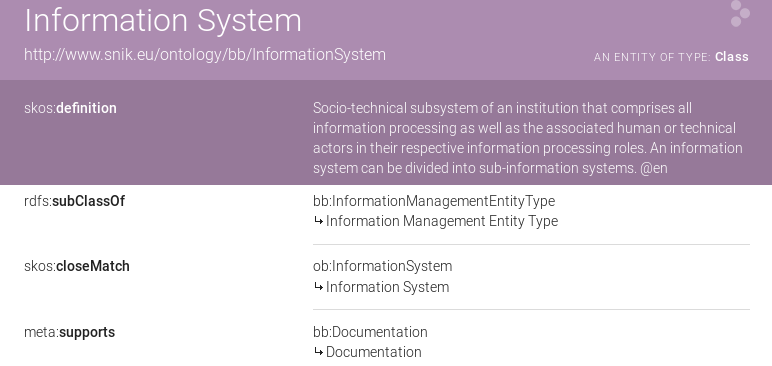 Information System
http://www.snik.eu/ontology/bb/InformationSystem
AN ENTITY OF TYPE: Class
skos:definition
Socio-technical subsystem of an institution that comprises all
information processing as well as the associated human or technical
actors in their respective information processing roles. An information
system can be divided into sub-information systems. @en
rdfs:subClassOf
bb:InformationManagementEntityType
↳ Information Management Entity Type
skos:closeMatch
ob:InformationSystem
↳ Information System
meta:supports
bb:Documentation
↳ Documentation